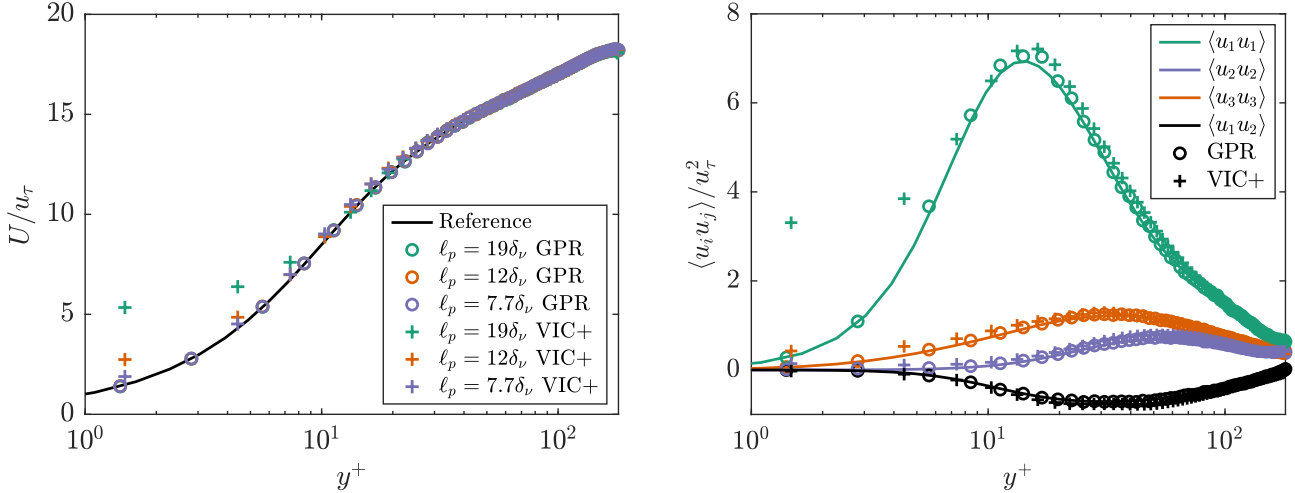 20
15
10
5
0
U/u_τ
10^0
10^1
10^2
y^+
Reference
ℓ_p = 19δ_ν GPR
ℓ_p = 12δ_ν GPR
ℓ_p = 7.7δ_ν GPR
ℓ_p = 19δ_ν VIC+
ℓ_p = 12δ_ν VIC+
ℓ_p = 7.7δ_ν VIC+
8
6
4
2
0
⟨u_i u_j⟩/u_τ^2
10^0
10^1
10^2
y^+
⟨u_1u_1⟩
⟨u_2u_2⟩
⟨u_3u_3⟩
⟨u_1u_2⟩
GPR
VIC+